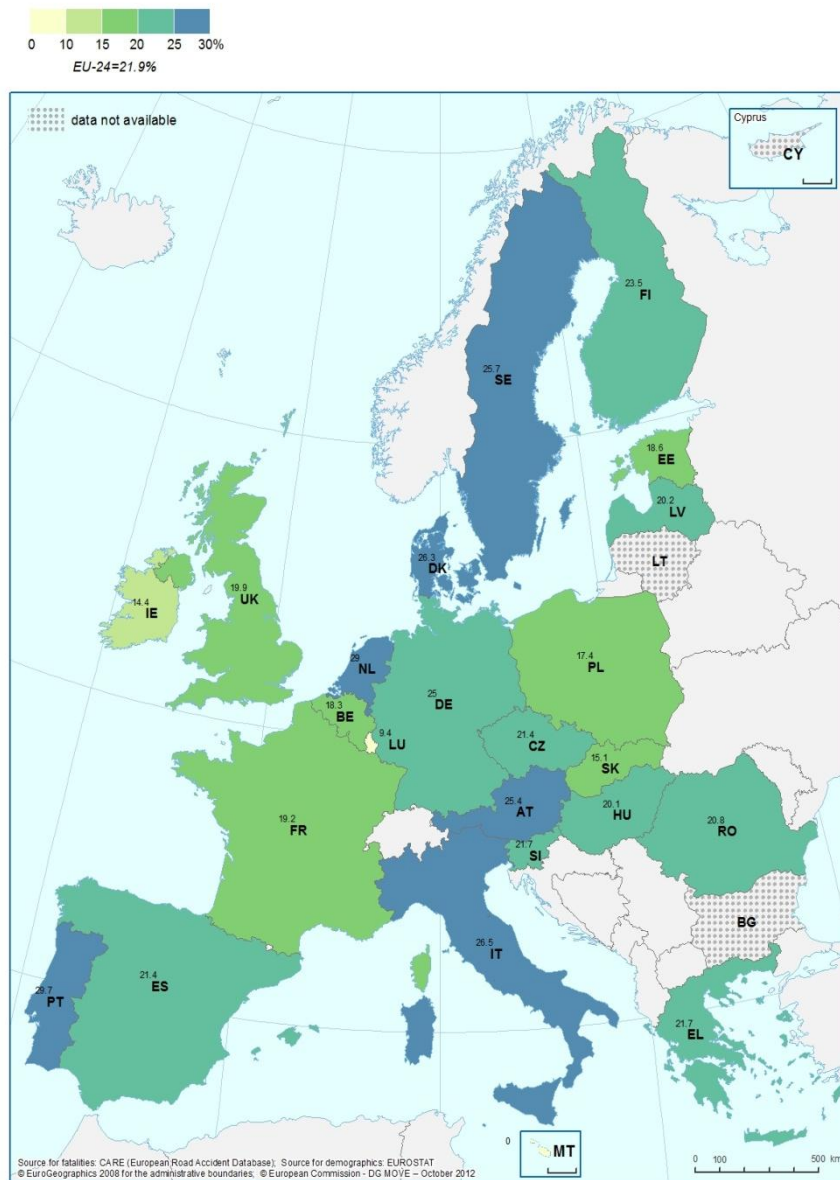 0 10 15 20 25 30%
EU-24=21.9%
data not available
Cyprus
CY
23.5
FI
25.7
SE
18.6
EE
20.2
LV
LT
26.3
DK
14.4
IE
19.9
UK
29
NL
17.4
PL
18.3
BE
25
DE
9.4
LU
21.4
CZ
15.1
SK
25.4
AT
20.1
HU
19.2
FR
21.7
SI
20.8
RO
BG
26.5
IT
21.4
ES
29.7
PT
21.7
EL
0
MT
Source for fatalities: CARE (European Road Accident Database); Source for demographics: EUROSTAT
© EuroGeographics 2008 for the administrative boundaries; © European Commission - DG MOVE – October 2012
0 100 500 km